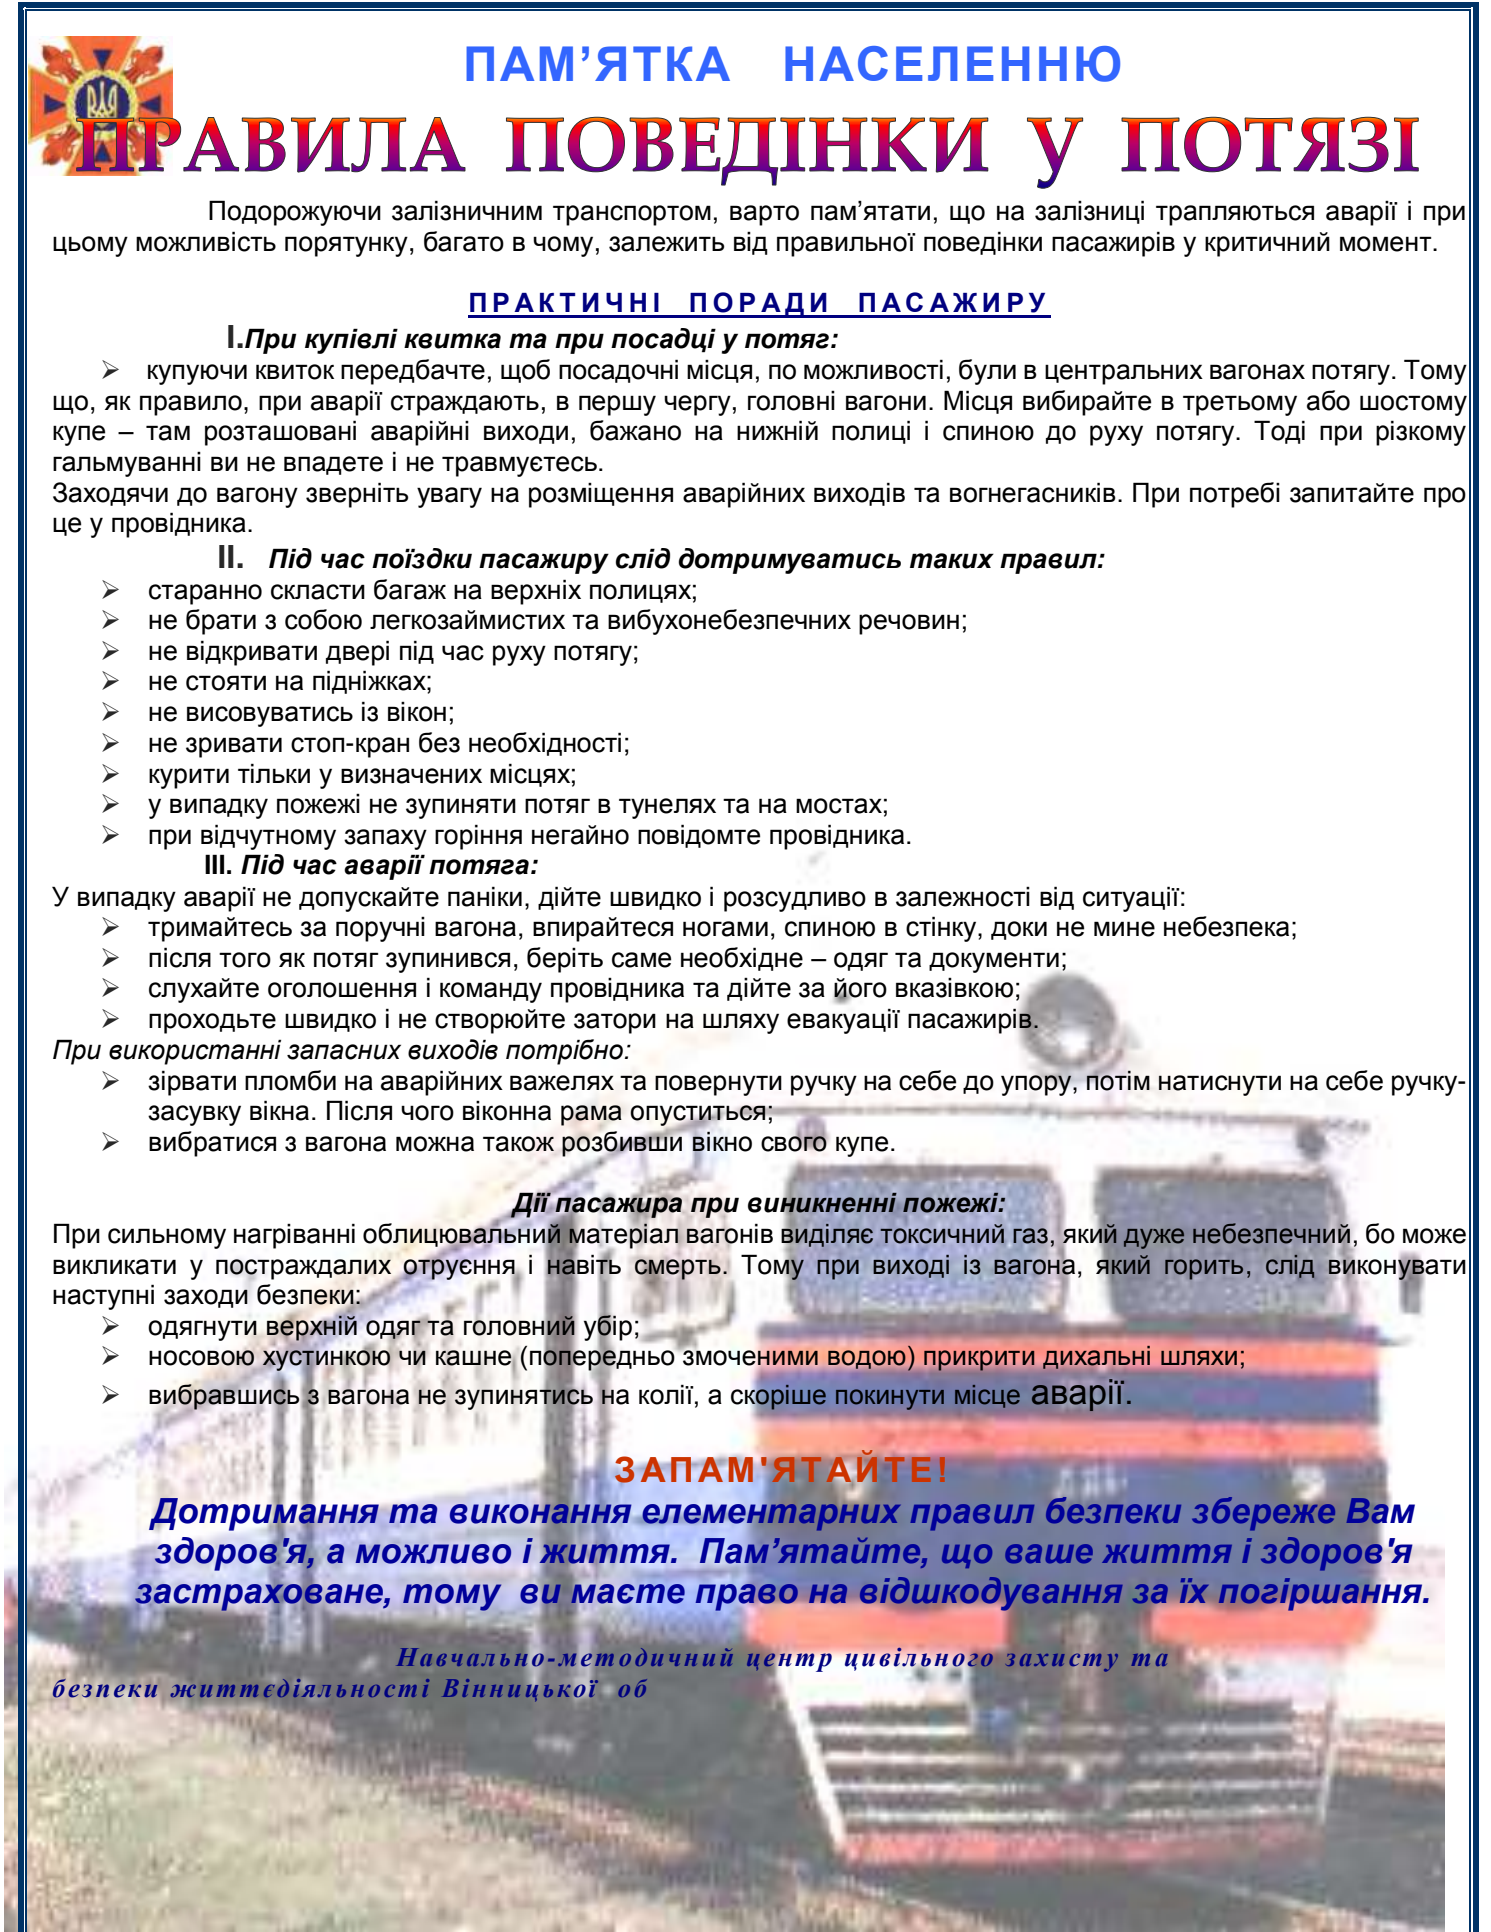 ПАМ’ЯТКА НАСЕЛЕННЮ
ПРАВИЛА ПОВЕДІНКИ У ПОТЯЗІ
Подорожуючи залізничним транспортом, варто пам’ятати, що на залізниці трапляються аварії і при
цьому можливість порятунку, багато в чому, залежить від правильної поведінки пасажирів у критичний момент.
ПРАКТИЧНІ ПОРАДИ ПАСАЖИРУ
І.При купівлі квитка та при посадці у потяг:
➢ купуючи квиток передбачте, щоб посадочні місця, по можливості, були в центральних вагонах потягу. Тому
що, як правило, при аварії страждають, в першу чергу, головні вагони. Місця вибирайте в третьому або шостому
купе – там розташовані аварійні виходи, бажано на нижній полиці і спиною до руху потягу. Тоді при різкому
гальмуванні ви не впадете і не травмуєтесь.
Заходячи до вагону зверніть увагу на розміщення аварійних виходів та вогнегасників. При потребі запитайте про
це у провідника.
ІІ. Під час поїздки пасажиру слід дотримуватись таких правил:
➢ старанно скласти багаж на верхніх полицях;
➢ не брати з собою легкозаймистих та вибухонебезпечних речовин;
➢ не відкривати двері під час руху потягу;
➢ не стояти на підніжках;
➢ не висовуватись із вікон;
➢ не зривати стоп-кран без необхідності;
➢ курити тільки у визначених місцях;
➢ у випадку пожежі не зупиняти потяг в тунелях та на мостах;
➢ при відчутному запаху горіння негайно повідомте провідника.
ІІІ. Під час аварії потяга:
У випадку аварії не допускайте паніки, дійте швидко і розсудливо в залежності від ситуації:
➢ тримайтесь за поручні вагона, впирайтеся ногами, спиною в стінку, доки не мине небезпека;
➢ після того як потяг зупинився, беріть саме необхідне – одяг та документи;
➢ слухайте оголошення і команду провідника та дійте за його вказівкою;
➢ проходьте швидко і не створюйте затори на шляху евакуації пасажирів.
При використанні запасних виходів потрібно:
➢ зірвати пломби на аварійних важелях та повернути ручку на себе до упору, потім натиснути на себе ручку-
засувку вікна. Після чого віконна рама опуститься;
➢ вибратися з вагона можна також розбивши вікно свого купе.
Дії пасажира при виникненні пожежі:
При сильному нагріванні облицювальний матеріал вагонів виділяє токсичний газ, який дуже небезпечний, бо може
викликати у постраждалих отруєння і навіть смерть. Тому при виході із вагона, який горить, слід виконувати
наступні заходи безпеки:
➢ одягнути верхній одяг та головний убір;
➢ носовою хустинкою чи кашне (попередньо змоченими водою) прикрити дихальні шляхи;
➢ вибравшись з вагона не зупинятись на колії, а скоріше покинути місце аварії.
ЗАПАМ'ЯТАЙТЕ!
Дотримання та виконання елементарних правил безпеки збереже Вам
здоров'я, а можливо і життя. Пам’ятайте, що ваше життя і здоров'я
застраховане, тому ви маєте право на відшкодування за їх погіршання.
Навчально-методичний центр цивільного захисту та
безпеки життєдіяльності Вінницької об